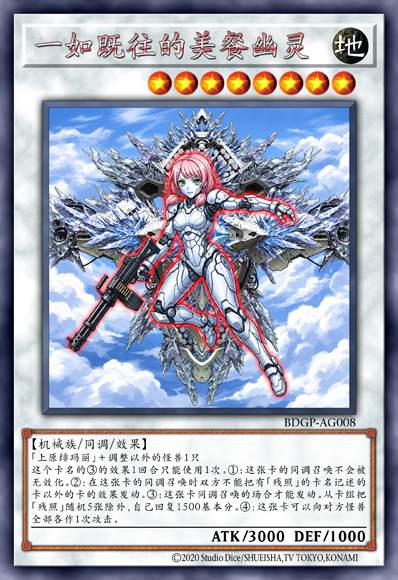 一如既往的美餐幽灵
地
BDGP-AG008
【机械族/同调/效果】
「上原绯玛丽」+调整以外的怪兽1只
这个卡名的③的效果1回合只能使用1次。①:这张卡的同调召唤不会被
无效化。②:在这张卡的同调召唤时双方不能把有「残照」的卡名记述的
卡以外的卡的效果发动。③:这张卡同调召唤的场合才能发动。从卡组把
「残照」随机5张除外,自己回复1500基本分。④:这张卡可以向对方怪兽
全部各作1次攻击。
ATK/3000 DEF/1000
©2020 Studio Dice/SHUEISHA,TV TOKYO,KONAMI